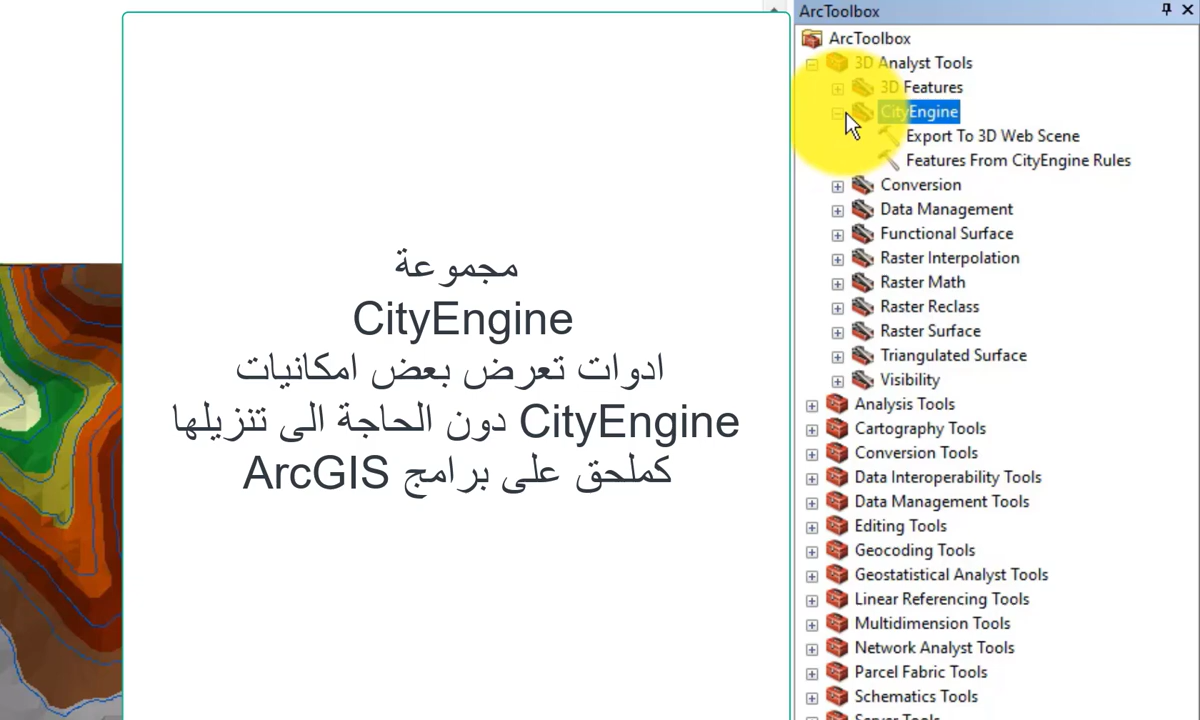 مجموعة
CityEngine
ادوات تعرض بعض امكانيات
CityEngine دون الحاجة الى تنزيلها
كملحق على برامج ArcGIS
ArcToolbox
ArcToolbox
3D Analyst Tools
3D Features
CityEngine
Export To 3D Web Scene
Features From CityEngine Rules
Conversion
Data Management
Functional Surface
Raster Interpolation
Raster Math
Raster Reclass
Raster Surface
Triangulated Surface
Visibility
Analysis Tools
Cartography Tools
Conversion Tools
Data Interoperability Tools
Data Management Tools
Editing Tools
Geocoding Tools
Geostatistical Analyst Tools
Linear Referencing Tools
Multidimension Tools
Network Analyst Tools
Parcel Fabric Tools
Schematics Tools
Server Tools